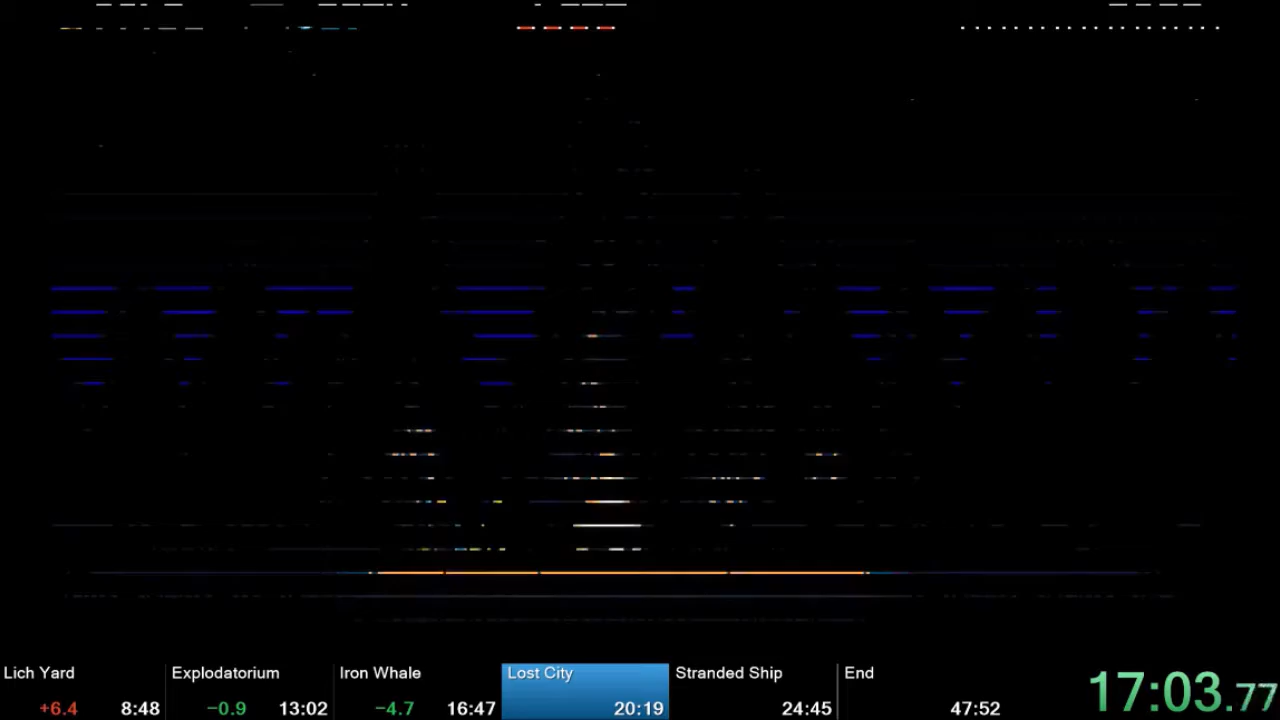 Lich Yard
+6.4 8:48
Explodatorium
−0.9 13:02
Iron Whale
−4.7 16:47
Lost City
20:19
Stranded Ship
24:45
End
47:52
17:03.77